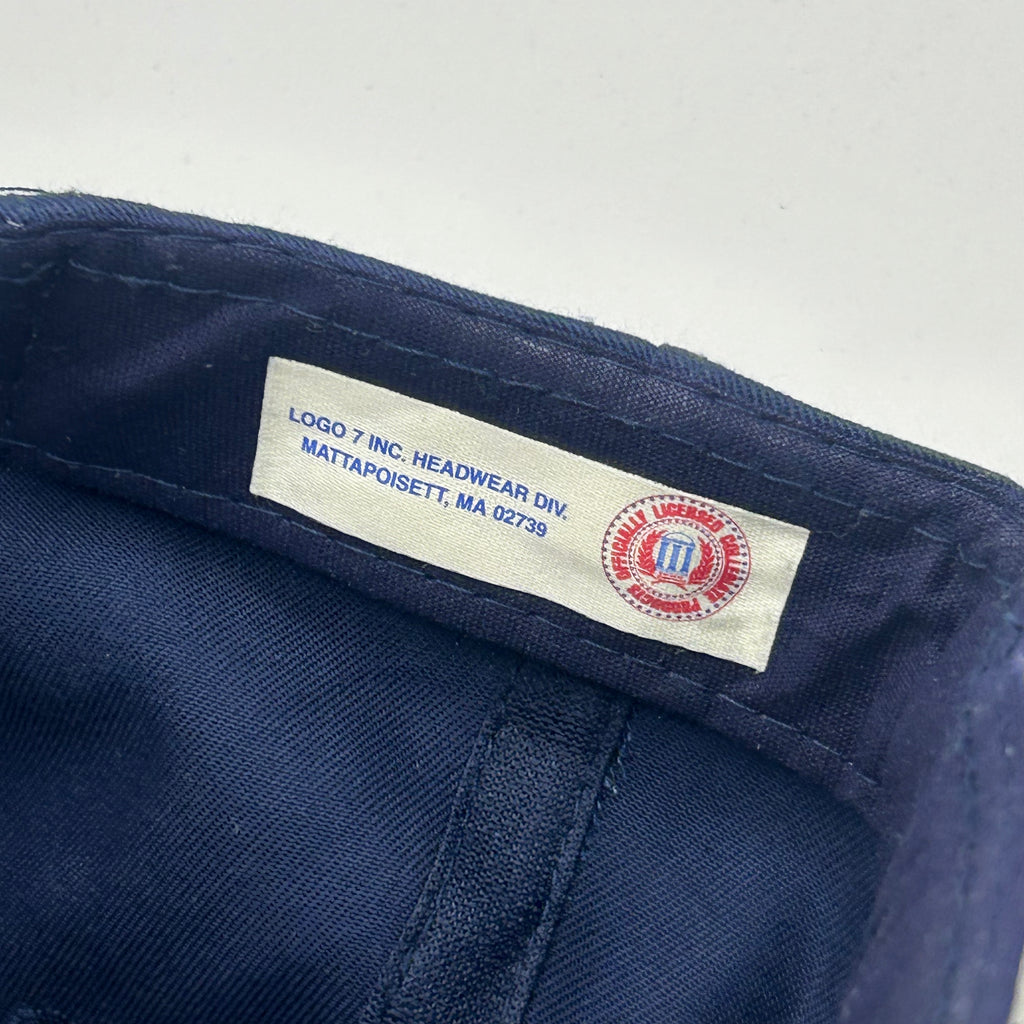 LOGO 7 INC. HEADWEAR DIV.
MATTAPOISETT, MA 02739
OFFICIALLY LICENSED COLLEGIATE PRODUCTS